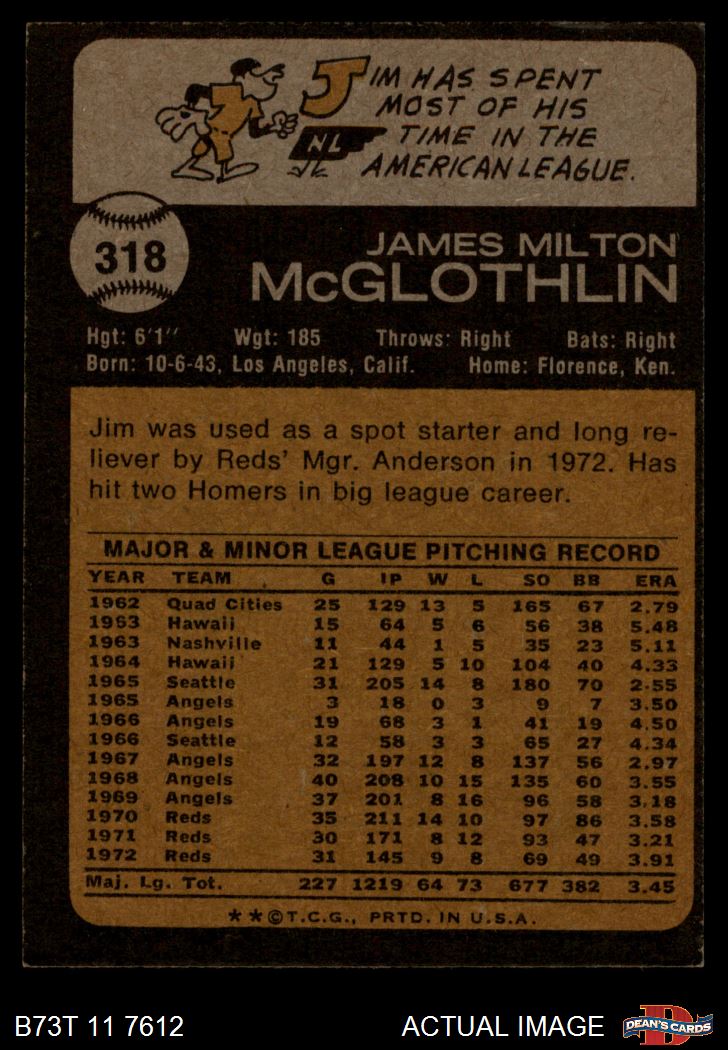 JIM HAS SPENT
MOST OF HIS
TIME IN THE
AMERICAN LEAGUE.
NL
318
JAMES MILTON
McGLOTHLIN
Hgt: 6'1" Wgt: 185 Throws: Right Bats: Right
Born: 10-6-43, Los Angeles, Calif. Home: Florence, Ken.
Jim was used as a spot starter and long re-
liever by Reds' Mgr. Anderson in 1972. Has
hit two Homers in big league career.
MAJOR & MINOR LEAGUE PITCHING RECORD
YEAR TEAM G IP W L SO BB ERA
1962 Quad Cities 25 129 13 5 165 67 2.79
1963 Hawaii 15 64 5 6 56 38 5.48
1963 Nashville 11 44 1 5 35 23 5.11
1964 Hawaii 21 129 5 10 104 40 4.33
1965 Seattle 31 205 14 8 180 70 2.55
1965 Angels 3 18 0 3 9 7 3.50
1966 Angels 19 68 3 1 41 19 4.50
1966 Seattle 12 58 3 3 65 27 4.34
1967 Angels 32 197 12 8 137 56 2.97
1968 Angels 40 208 10 15 135 60 3.55
1969 Angels 37 201 8 16 96 58 3.18
1970 Reds 35 211 14 10 97 86 3.58
1971 Reds 30 171 8 12 93 47 3.21
1972 Reds 31 145 9 8 69 49 3.91
Maj. Lg. Tot. 227 1219 64 73 677 382 3.45
**©T.C.G., PRTD. IN U.S.A.
B73T 11 7612 ACTUAL IMAGE D DEAN'S CARDS